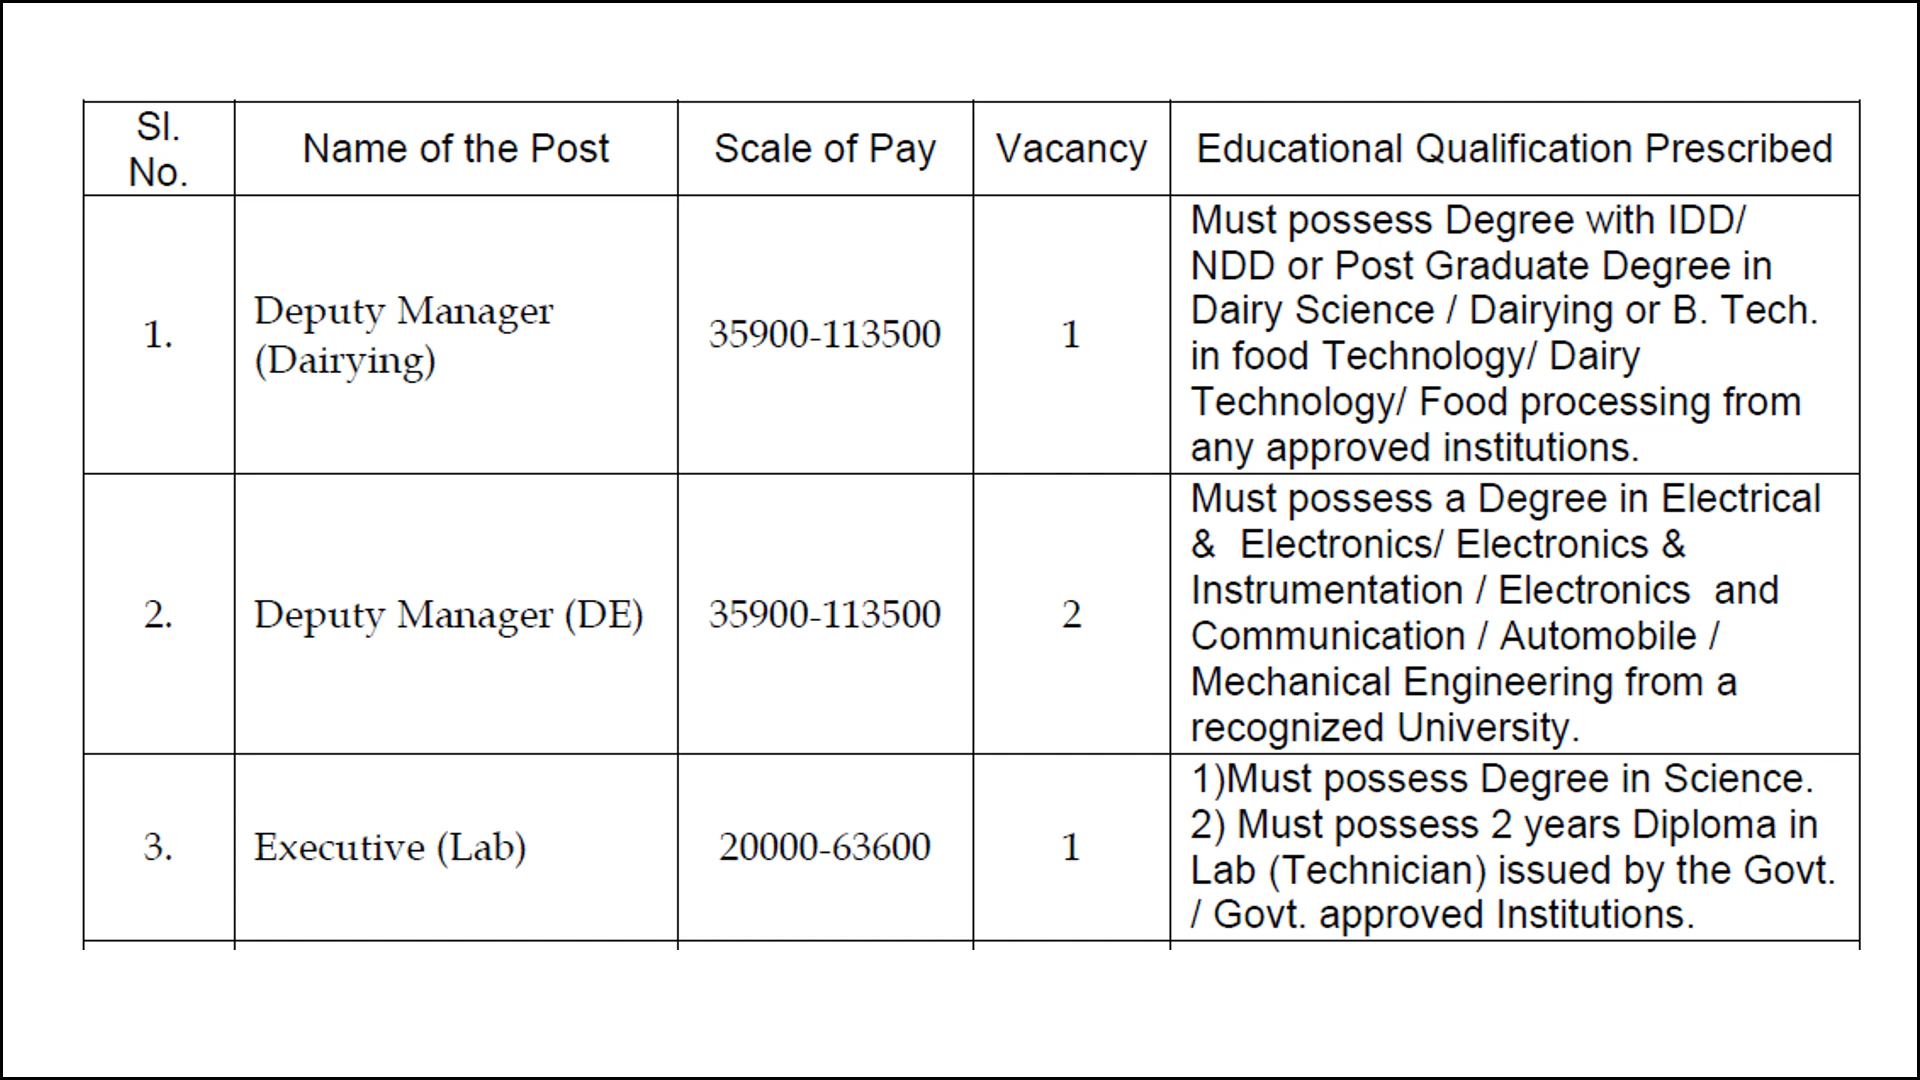 Sl.
No.
Name of the Post
Scale of Pay
Vacancy
Educational Qualification Prescribed
1.
Deputy Manager
(Dairying)
35900-113500
1
Must possess Degree with IDD/
NDD or Post Graduate Degree in
Dairy Science / Dairying or B. Tech.
in food Technology/ Dairy
Technology/ Food processing from
any approved institutions.
2.
Deputy Manager (DE)
35900-113500
2
Must possess a Degree in Electrical
&  Electronics/ Electronics &
Instrumentation / Electronics  and
Communication / Automobile /
Mechanical Engineering from a
recognized University.
3.
Executive (Lab)
20000-63600
1
1)Must possess Degree in Science.
2) Must possess 2 years Diploma in
Lab (Technician) issued by the Govt.
/ Govt. approved Institutions.